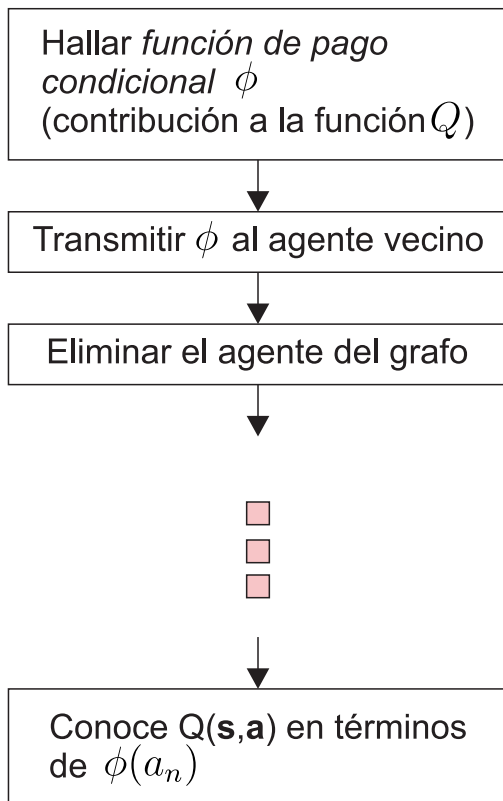 Hallar función de pago
condicional ϕ
(contribución a la función Q)
Transmitir ϕ al agente vecino
Eliminar el agente del grafo
Conoce Q(s,a) en términos
de ϕ(aₙ)